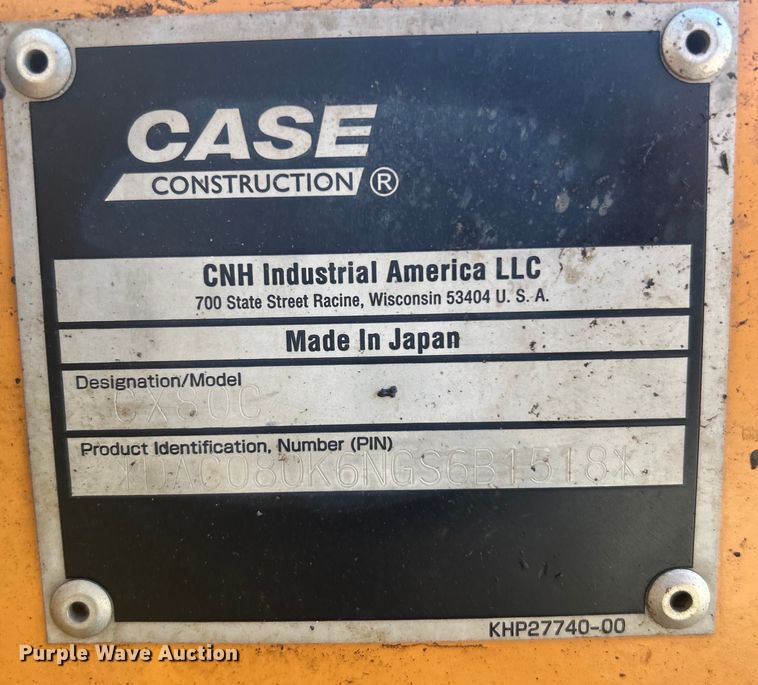 CASE
CONSTRUCTION ®
CNH Industrial America LLC
700 State Street Racine, Wisconsin 53404 U. S. A.
Made In Japan
Designation/Model
CX80C
Product Identification, Number (PIN)
*DAC080K6NGS6B1518*
KHP27740-00
Purple Wave Auction